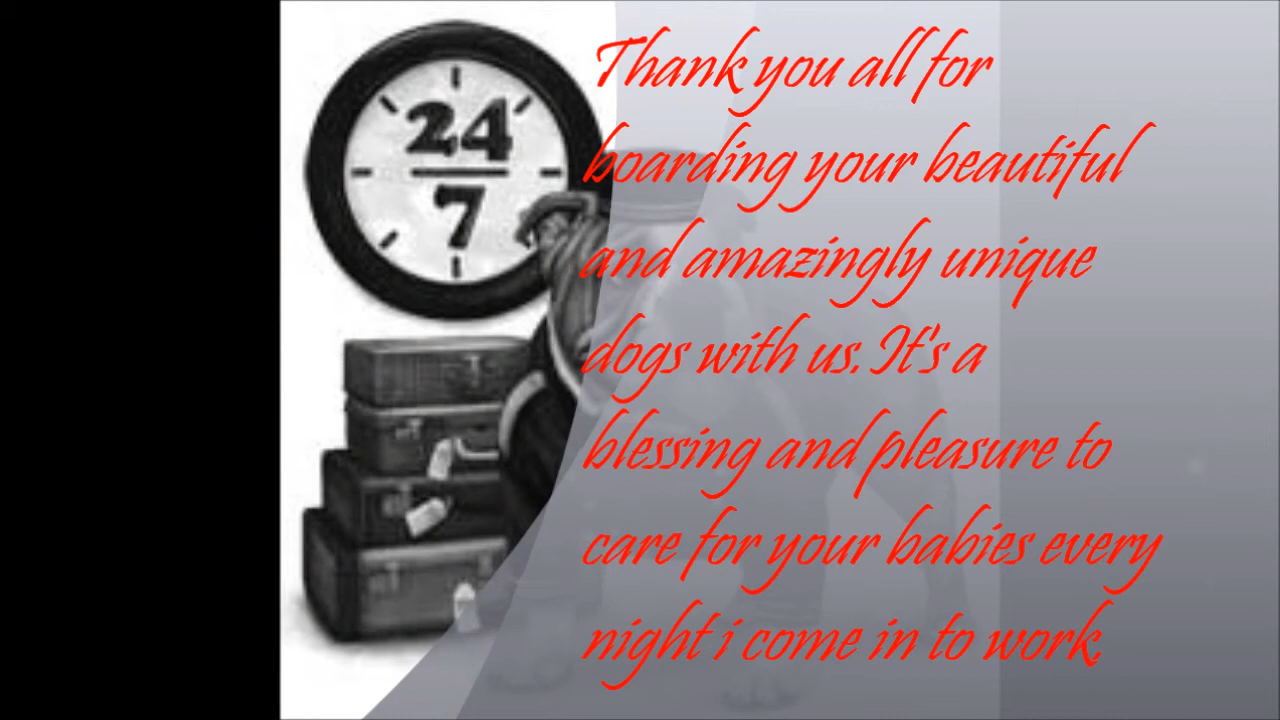 24
7
Thank you all for
boarding your beautiful
and amazingly unique
dogs with us. It's a
blessing and pleasure to
care for your babies every
night i come in to work.